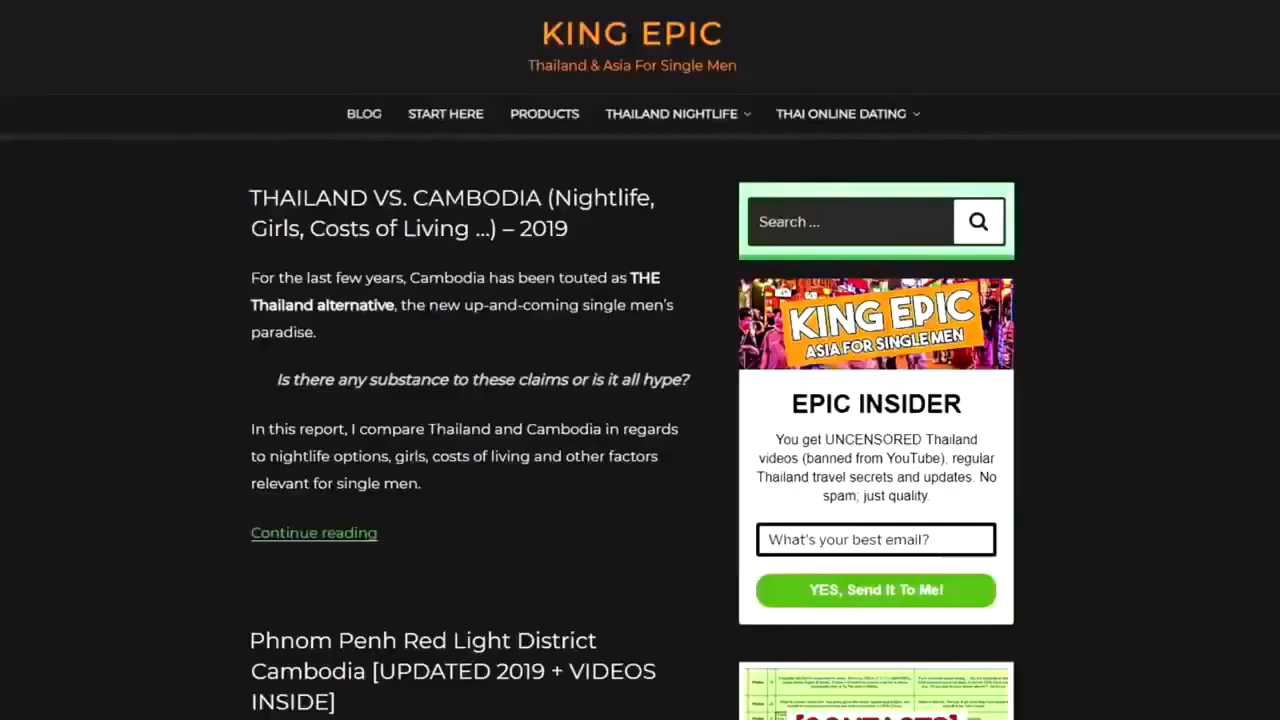 KING EPIC
Thailand & Asia For Single Men
BLOG START HERE PRODUCTS THAILAND NIGHTLIFE THAI ONLINE DATING
THAILAND VS. CAMBODIA (Nightlife,
Girls, Costs of Living ...) – 2019
For the last few years, Cambodia has been touted as THE
Thailand alternative, the new up-and-coming single men's
paradise.
Is there any substance to these claims or is it all hype?
In this report, I compare Thailand and Cambodia in regards
to nightlife options, girls, costs of living and other factors
relevant for single men.
Continue reading
Phnom Penh Red Light District
Cambodia [UPDATED 2019 + VIDEOS
INSIDE]
Search ...
KING EPIC
ASIA FOR SINGLE MEN
EPIC INSIDER
You get UNCENSORED Thailand
videos (banned from YouTube), regular
Thailand travel secrets and updates. No
spam; just quality.
What's your best email?
YES, Send It To Me!
[CONTACTS]